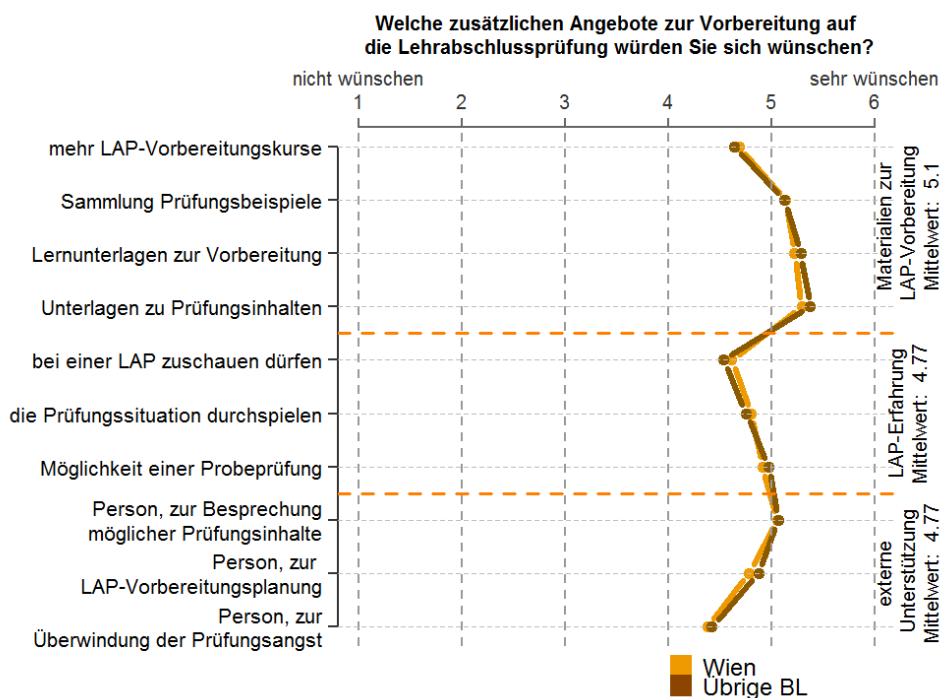 Welche zusätzlichen Angebote zur Vorbereitung auf
die Lehrabschlussprüfung würden Sie sich wünschen?
nicht wünschen
sehr wünschen
1 2 3 4 5 6
mehr LAP-Vorbereitungskurse
Sammlung Prüfungsbeispiele
Lernunterlagen zur Vorbereitung
Unterlagen zu Prüfungsinhalten
Materialien zur
LAP-Vorbereitung
Mittelwert: 5.1
bei einer LAP zuschauen dürfen
die Prüfungssituation durchspielen
Möglichkeit einer Probeprüfung
LAP-Erfahrung
Mittelwert: 4.77
Person, zur Besprechung
möglicher Prüfungsinhalte
Person, zur
LAP-Vorbereitungsplanung
Person, zur
Überwindung der Prüfungsangst
externe
Unterstützung
Mittelwert: 4.77
Wien
Übrige BL